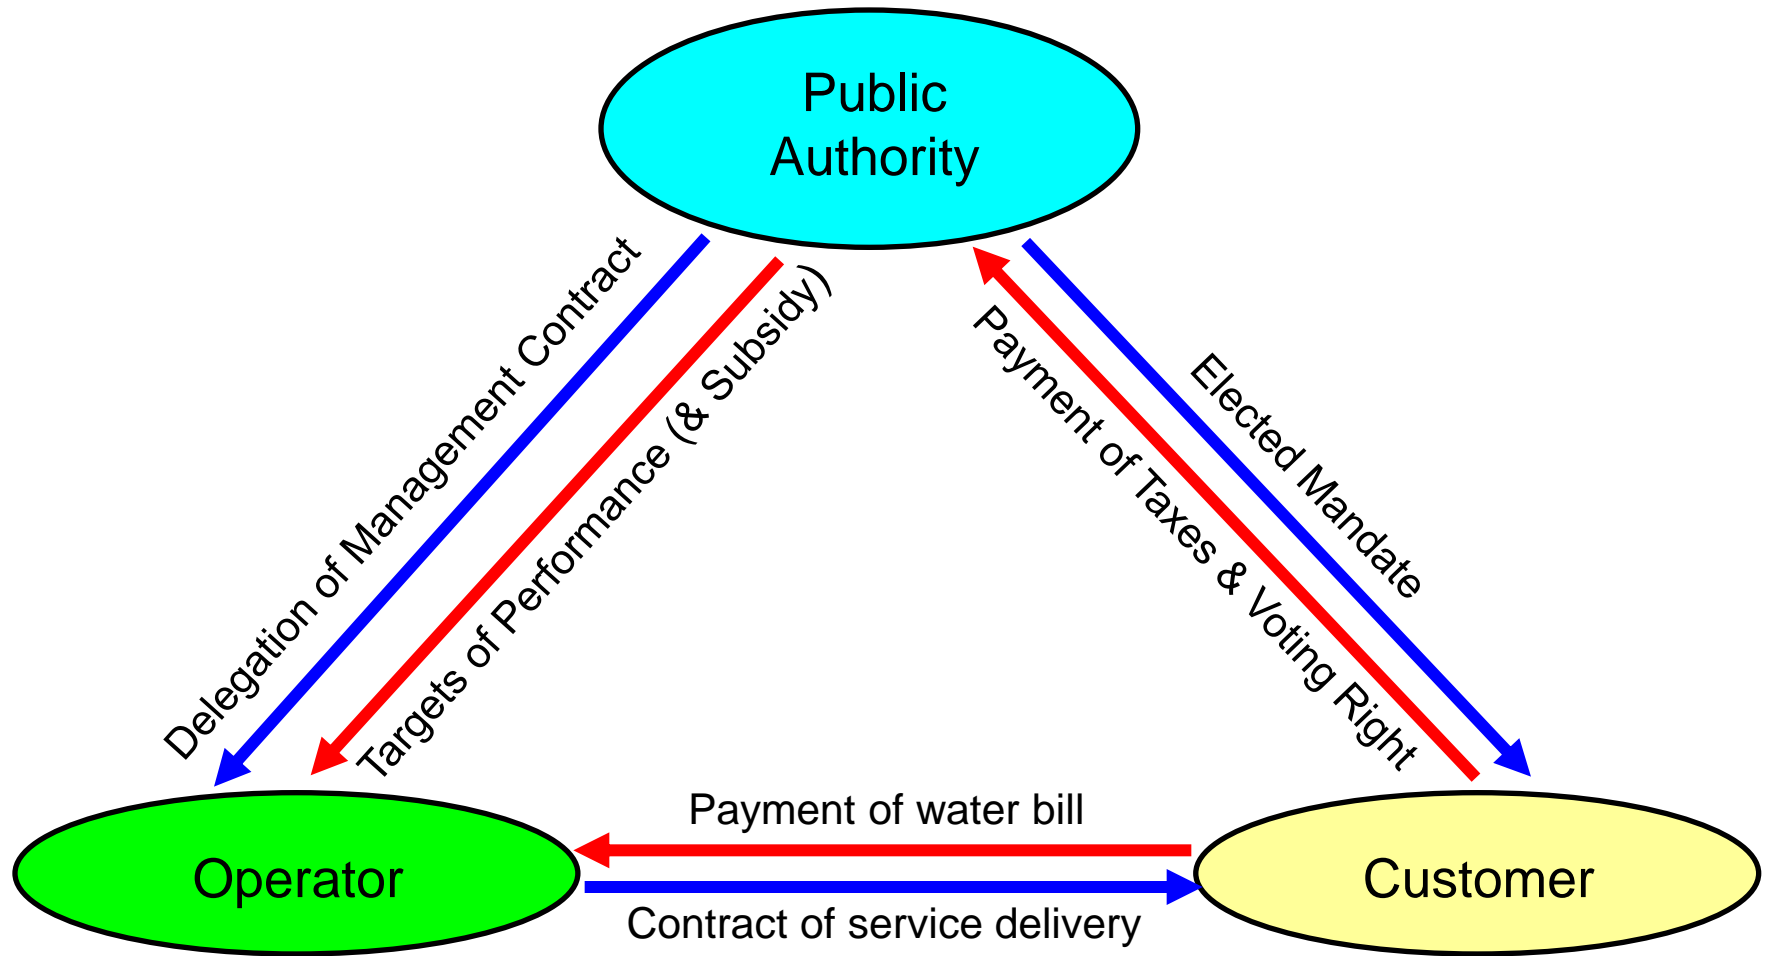 Public
Authority
Delegation of Management Contract
Targets of Performance (& Subsidy)
Payment of Taxes & Voting Right
Elected Mandate
Payment of water bill
Operator
Customer
Contract of service delivery